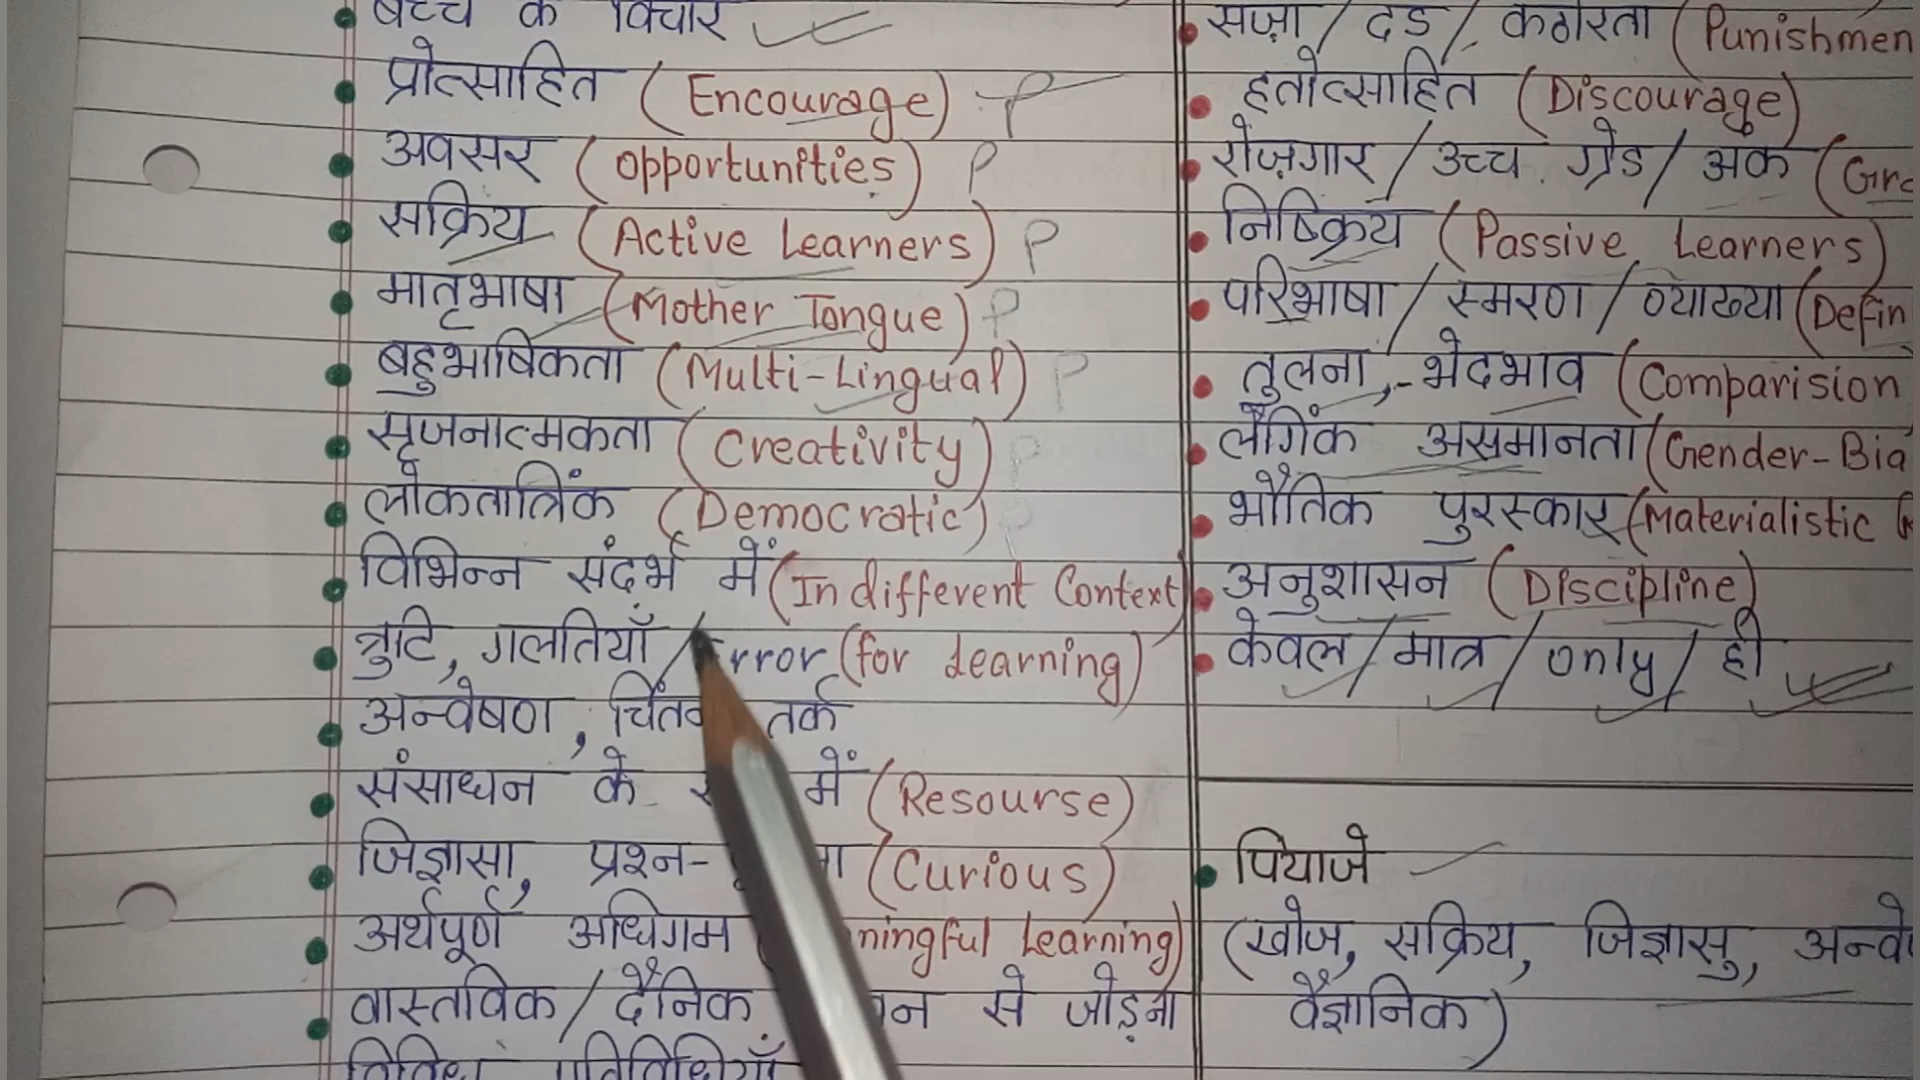 बच्चे के विचार
प्रोत्साहित (Encourage) P
अवसर (Opportunities) P
सक्रिय (Active Learners) P
मातृभाषा (Mother Tongue) P
बहुभाषिकता (Multi-Lingual) P
सृजनात्मकता (Creativity) P
लोकतांत्रिक (Democratic) P
विभिन्न संदर्भ में (In different Context)
त्रुटि, गलतियाँ / Error (for Learning)
अन्वेषण, तर्क
संसाधन के में (Resourse)
जिज्ञासा, प्रश्न- (Curious)
अर्थपूर्ण अधिगम Learning)
वास्तविक / दैनिक से जोड़ना
सज़ा / दंड / कठोरता (Punishmen
हतोत्साहित (Discourage)
रोज़गार / उच्च ग्रेड / अंक (Gra
निष्क्रिय (Passive Learners)
परिभाषा / स्मरण / व्याख्या (Defin
तुलना, भेदभाव (Comparision
लैंगिक असमानता (Gender-Bia
भौतिक पुरस्कार (Materialistic
अनुशासन (Discipline)
केवल / मात्र / only / ही
पियाजे
(खोज, सक्रिय, जिज्ञासु, अन्वे
वैज्ञानिक)